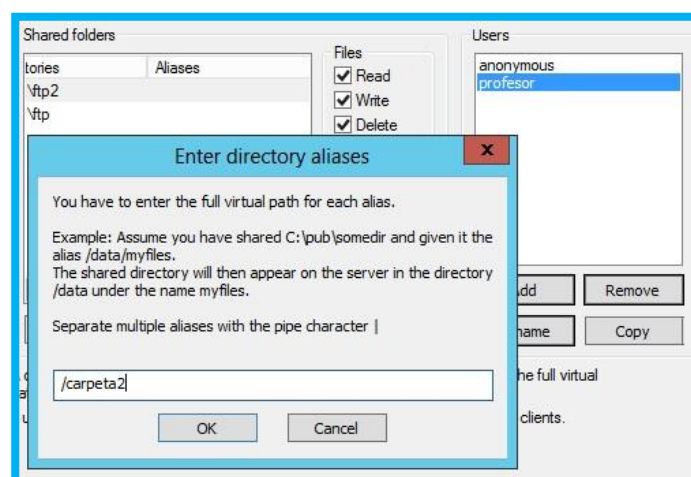 Shared folders
Users
Files
tories Aliases
\ftp2
\ftp
Read
Write
Delete
anonymous
profesor
Enter directory aliases
x
You have to enter the full virtual path for each alias.
Example: Assume you have shared C:\pub\somedir and given it the
alias /data/myfiles.
The shared directory will then appear on the server in the directory
/data under the name myfiles.
Separate multiple aliases with the pipe character |
/carpeta2
OK Cancel
Remove
Copy
he full virtual
clients.